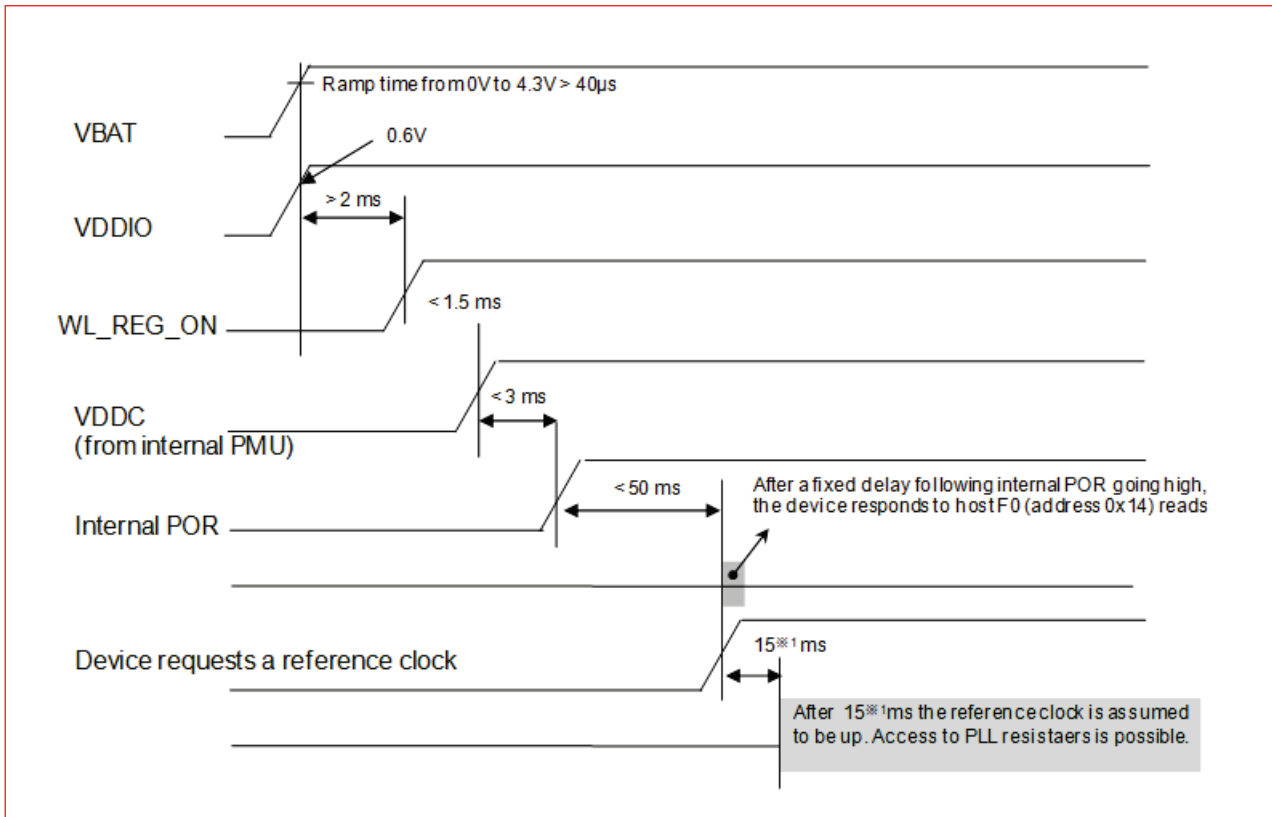 Ramp time from 0V to 4.3V > 40µs
VBAT
0.6V
> 2 ms
VDDIO
< 1.5 ms
WL_REG_ON
< 3 ms
VDDC
(from internal PMU)
< 50 ms
After a fixed delay following internal POR going high,
the device responds to host F0 (address 0x14) reads
Internal POR
15※1 ms
Device requests a reference clock
After 15※1ms the reference clock is assumed
to be up. Access to PLL resistaers is possible.